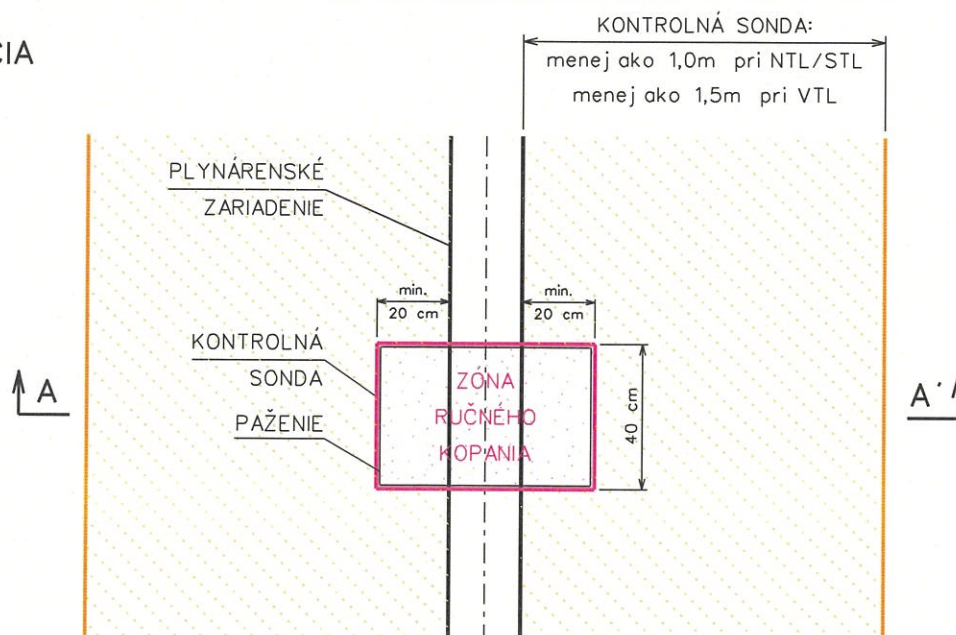 KONTROLNÁ SONDA:
menej ako 1,0m pri NTL/STL
menej ako 1,5m pri VTL
PLYNÁRENSKÉ
ZARIADENIE
min.
20 cm
min.
20 cm
KONTROLNÁ
SONDA
PAŽENIE
ZÓNA
RUČNÉHO
KOPANIA
40 cm
A
A'